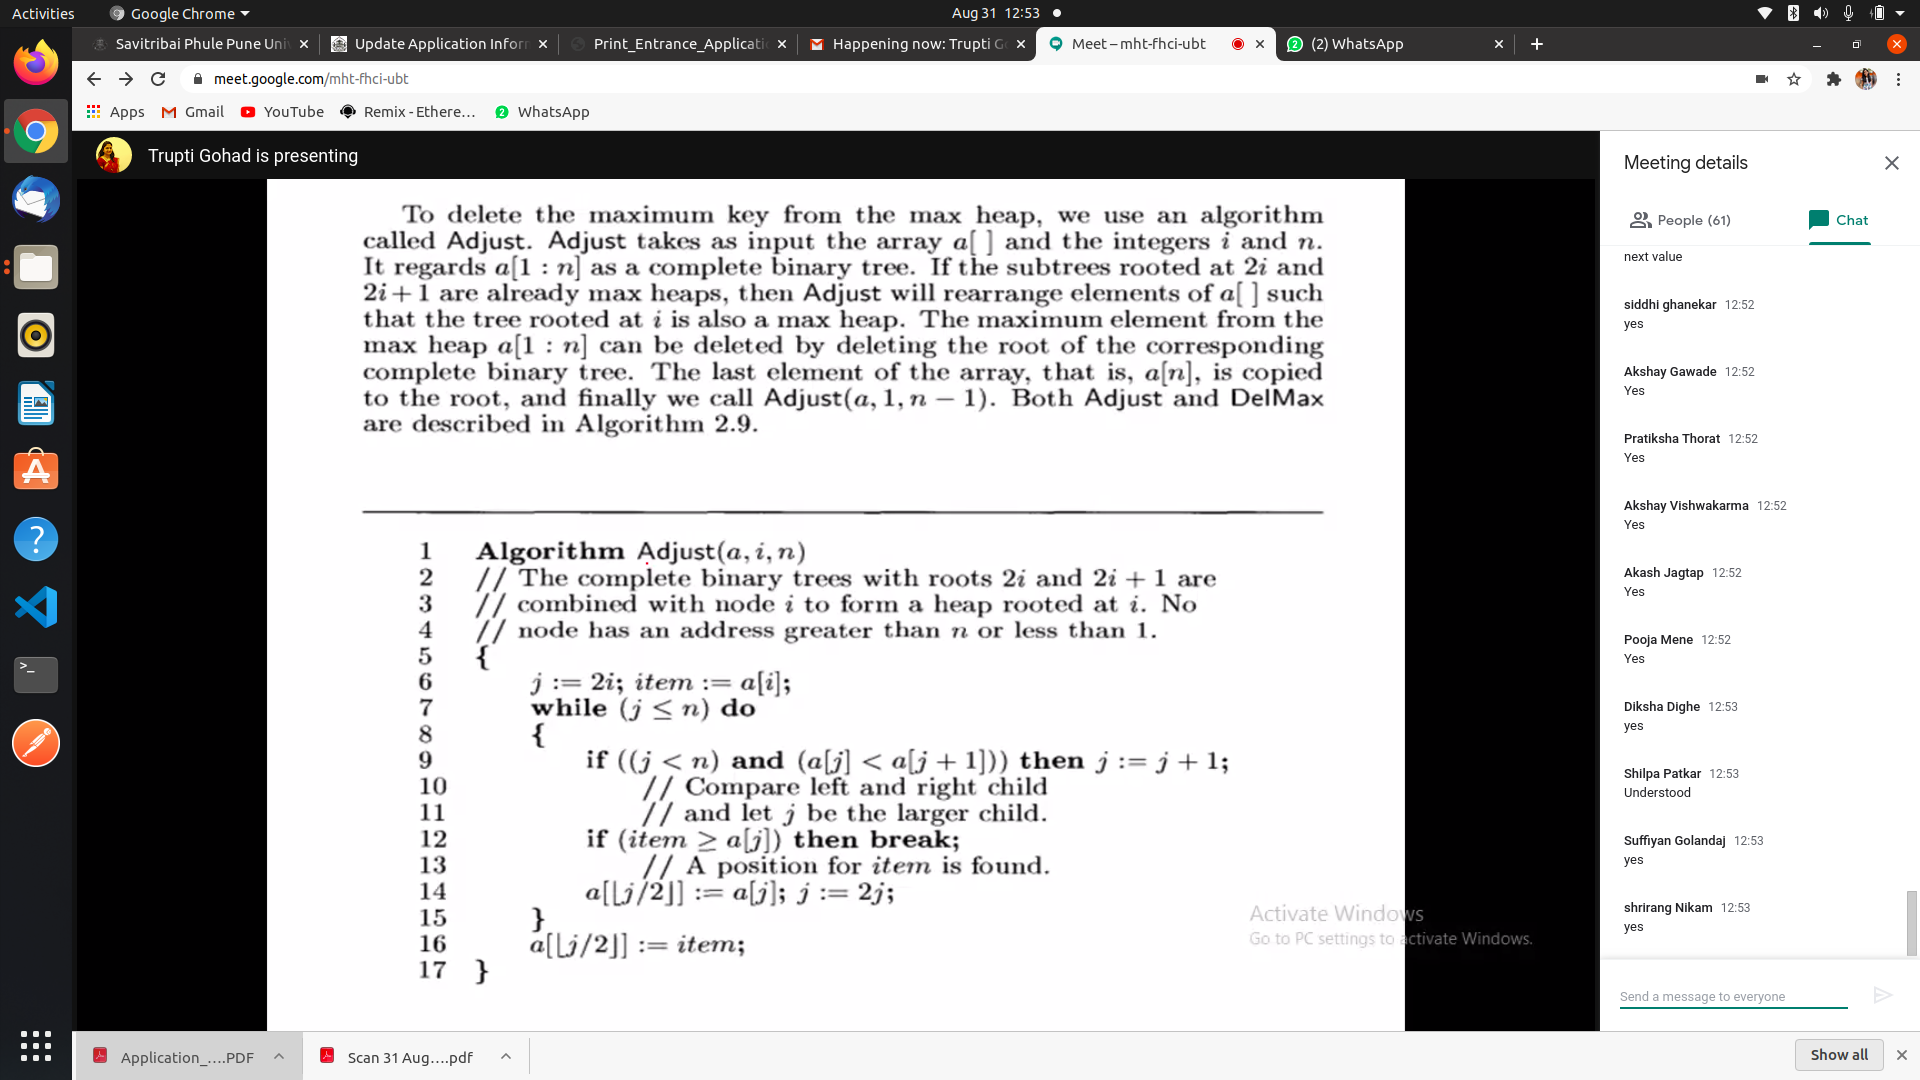 Activities
Google Chrome
Aug 31 12:53
Savitribai Phule Pune Uni
Update Application Infor
Print_Entrance_Applicati
Happening now: Trupti G
Meet – mht-fhci-ubt
(2) WhatsApp
meet.google.com/mht-fhci-ubt
Apps
Gmail
YouTube
Remix - Ethere…
WhatsApp
Trupti Gohad is presenting
To delete the maximum key from the max heap, we use an algorithm
called Adjust. Adjust takes as input the array a[ ] and the integers i and n.
It regards a[1 : n] as a complete binary tree. If the subtrees rooted at 2i and
2i + 1 are already max heaps, then Adjust will rearrange elements of a[ ] such
that the tree rooted at i is also a max heap. The maximum element from the
max heap a[1 : n] can be deleted by deleting the root of the corresponding
complete binary tree. The last element of the array, that is, a[n], is copied
to the root, and finally we call Adjust(a, 1, n − 1). Both Adjust and DelMax
are described in Algorithm 2.9.
1 Algorithm Adjust(a, i, n)
2 // The complete binary trees with roots 2i and 2i + 1 are
3 // combined with node i to form a heap rooted at i. No
4 // node has an address greater than n or less than 1.
5 {
6 j := 2i; item := a[i];
7 while (j ≤ n) do
8 {
9 if ((j < n) and (a[j] < a[j + 1])) then j := j + 1;
10 // Compare left and right child
11 // and let j be the larger child.
12 if (item ≥ a[j]) then break;
13 // A position for item is found.
14 a[⌊j/2⌋] := a[j]; j := 2j;
15 }
16 a[⌊j/2⌋] := item;
17 }
Activate Windows
Go to PC settings to activate Windows.
Meeting details
People (61)
Chat
next value
siddhi ghanekar 12:52
yes
Akshay Gawade 12:52
Yes
Pratiksha Thorat 12:52
Yes
Akshay Vishwakarma 12:52
Yes
Akash Jagtap 12:52
Yes
Pooja Mene 12:52
Yes
Diksha Dighe 12:53
yes
Shilpa Patkar 12:53
Understood
Suffiyan Golandaj 12:53
yes
shrirang Nikam 12:53
yes
Send a message to everyone
Application_....PDF
Scan 31 Aug....pdf
Show all